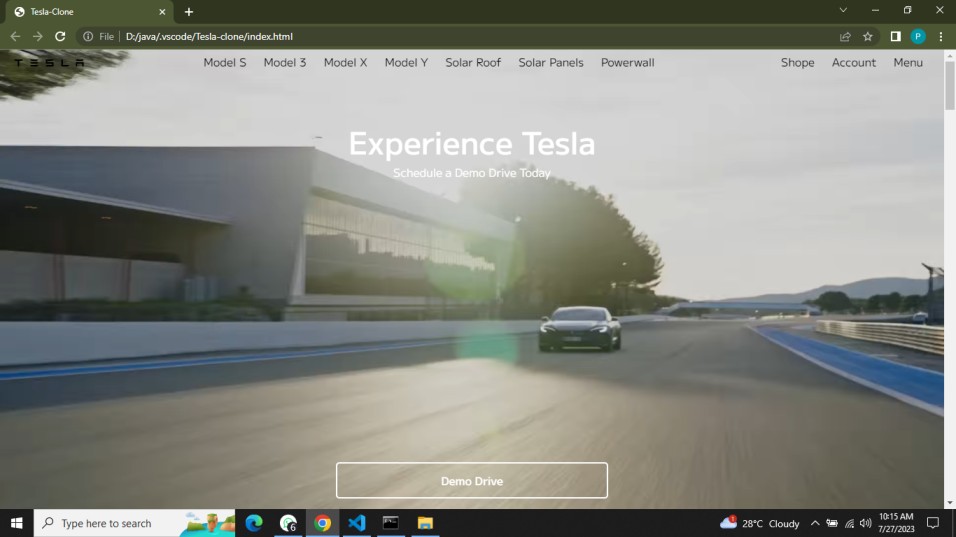 Tesla-Clone
File D:/java/.vscode/Tesla-clone/index.html
P
TESLA
Model S Model 3 Model X Model Y Solar Roof Solar Panels Powerwall Shope Account Menu
Experience Tesla
Schedule a Demo Drive Today
Demo Drive
Type here to search
6
1
28°C Cloudy
10:15 AM
7/27/2023